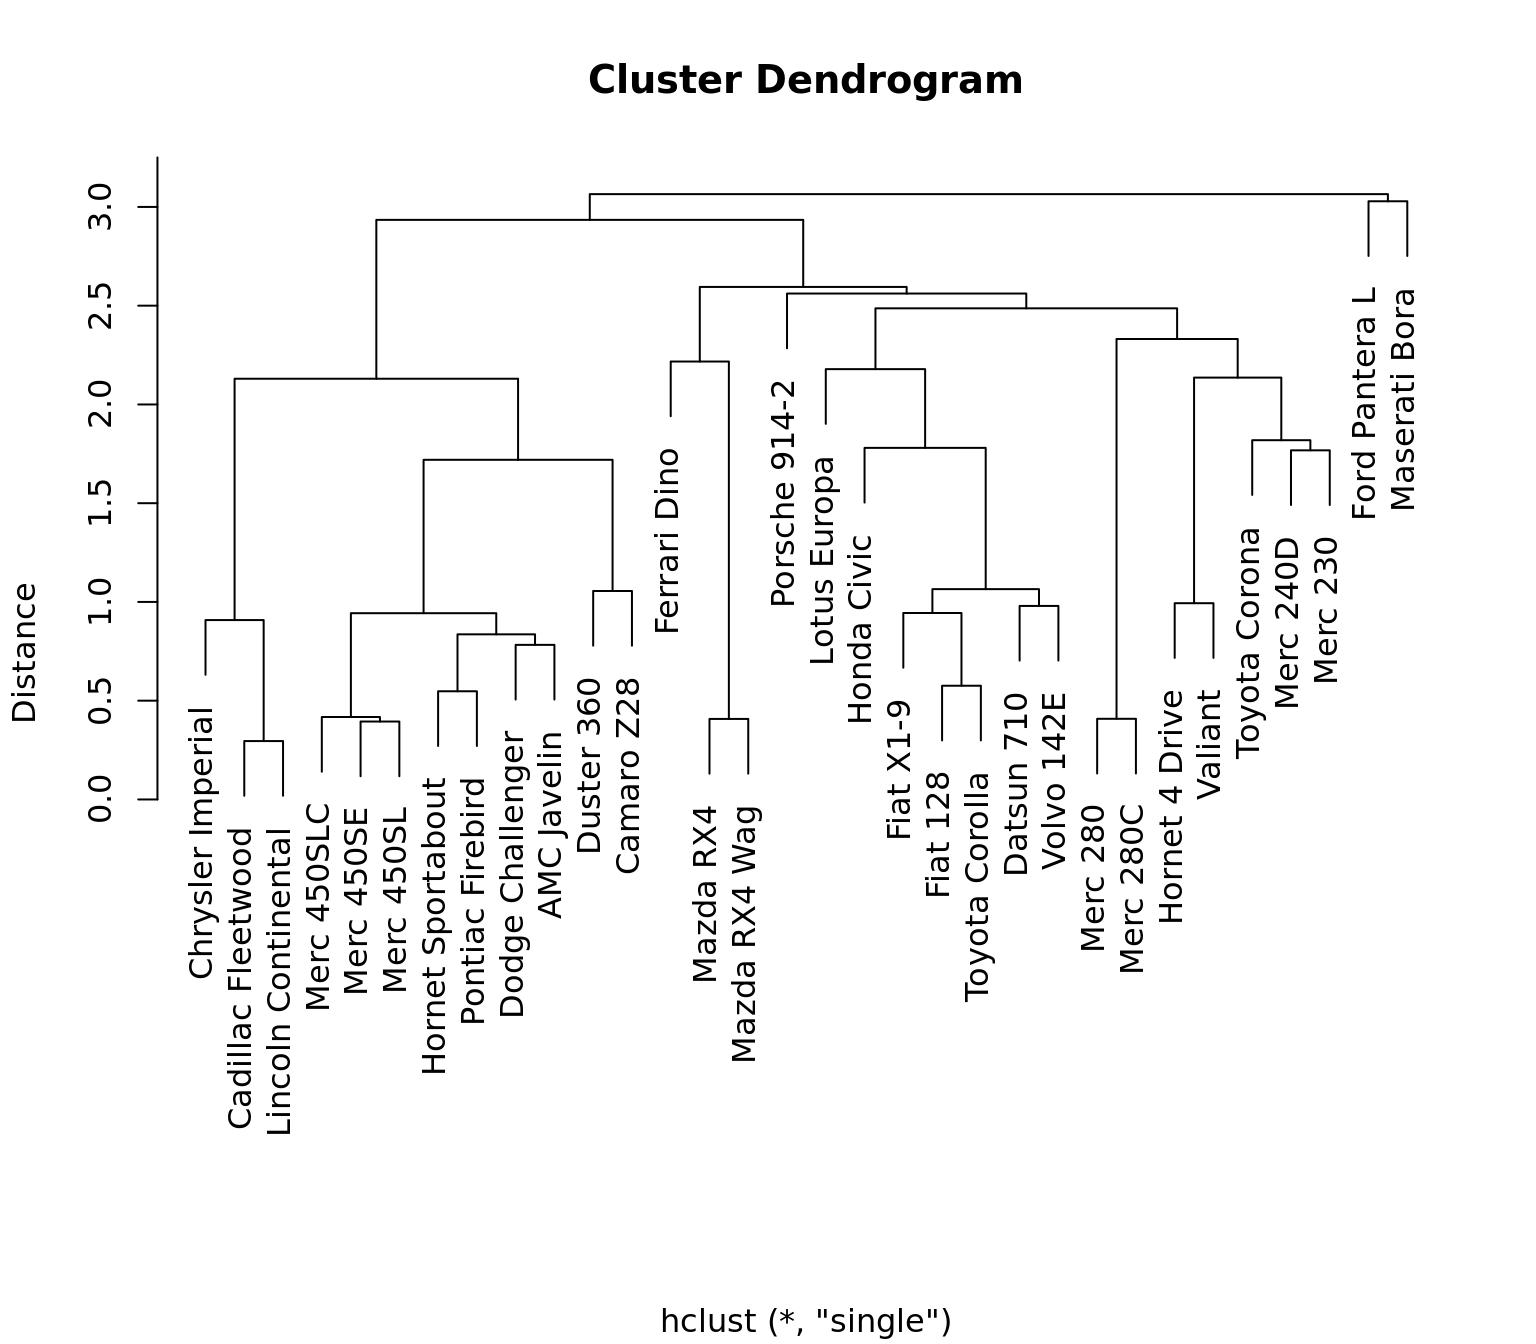 Cluster Dendrogram
Distance
0.0
0.5
1.0
1.5
2.0
2.5
3.0
Chrysler Imperial
Cadillac Fleetwood
Lincoln Continental
Merc 450SLC
Merc 450SE
Merc 450SL
Hornet Sportabout
Pontiac Firebird
Dodge Challenger
AMC Javelin
Duster 360
Camaro Z28
Ferrari Dino
Mazda RX4
Mazda RX4 Wag
Porsche 914-2
Lotus Europa
Honda Civic
Fiat X1-9
Fiat 128
Toyota Corolla
Datsun 710
Volvo 142E
Merc 280
Merc 280C
Hornet 4 Drive
Valiant
Toyota Corona
Merc 240D
Merc 230
Ford Pantera L
Maserati Bora
hclust (*, "single")